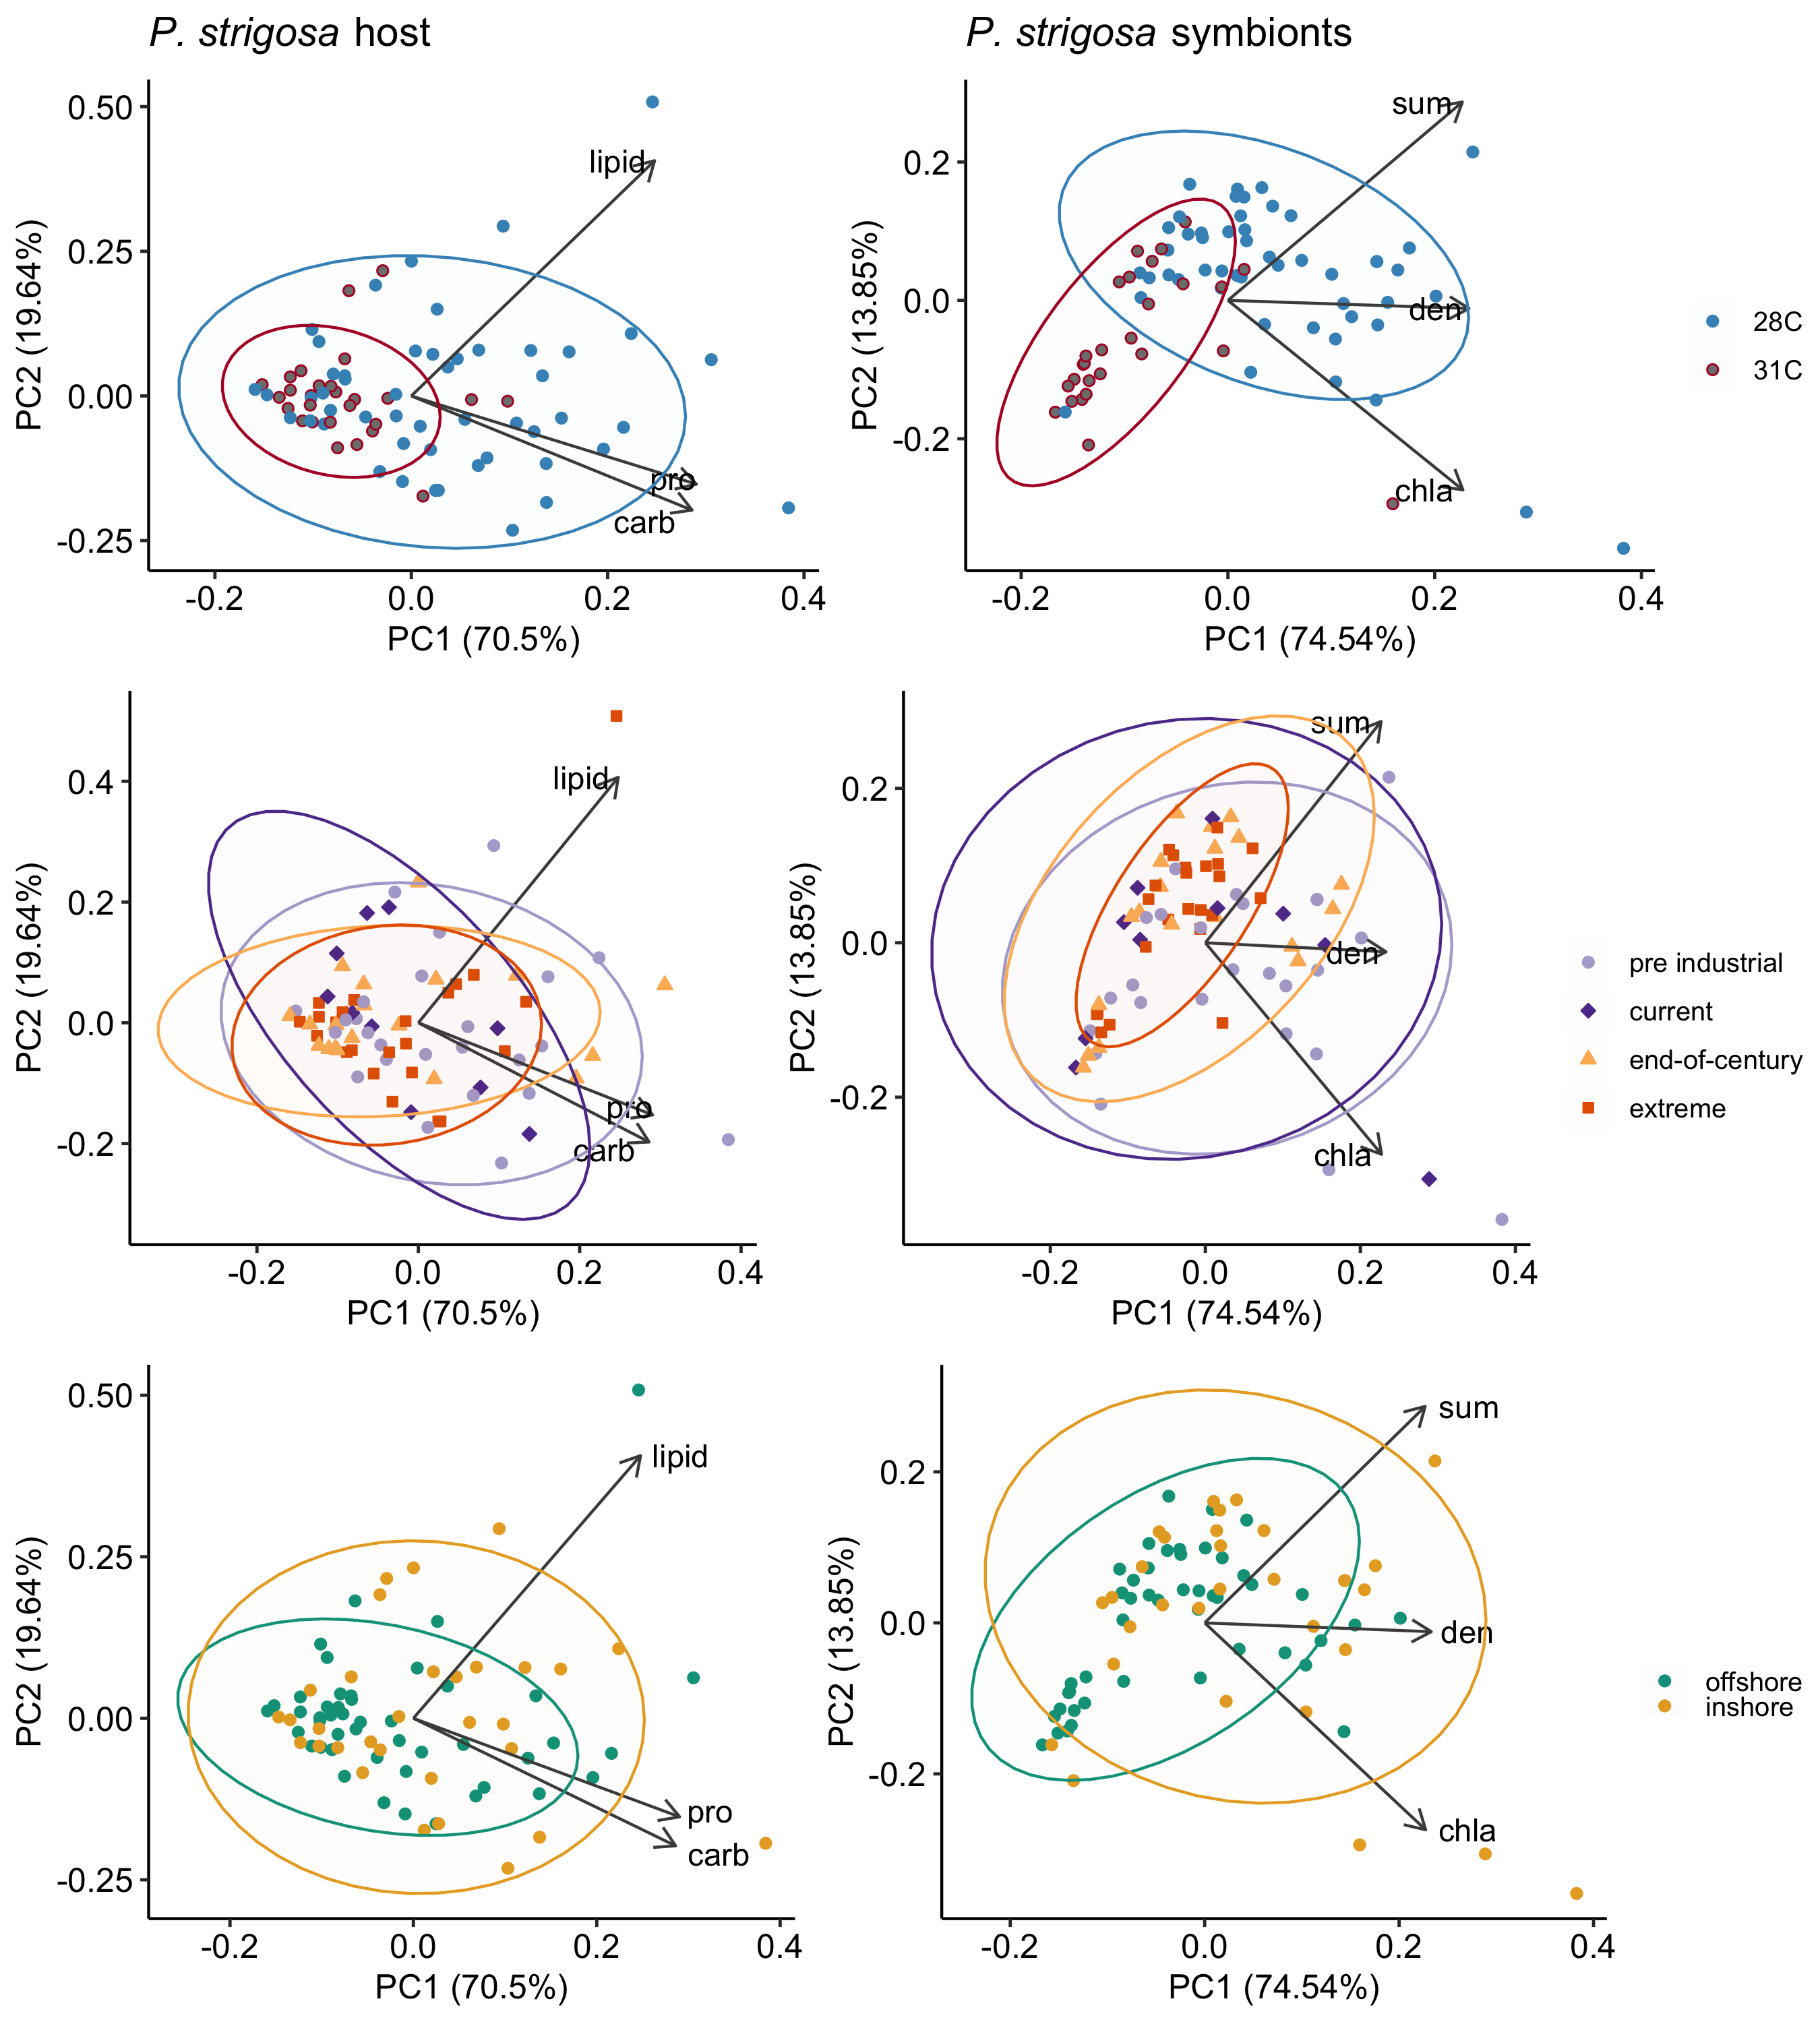 P. strigosa host
P. strigosa symbionts
0.50
0.25
0.00
-0.25
PC2 (19.64%)
lipid
pro
carb
-0.2 0.0 0.2 0.4
PC1 (70.5%)
0.2
0.0
-0.2
PC2 (13.85%)
sum
den
chla
-0.2 0.0 0.2 0.4
PC1 (74.54%)
28C
31C
0.4
0.2
0.0
-0.2
PC2 (19.64%)
lipid
pro
carb
-0.2 0.0 0.2 0.4
PC1 (70.5%)
0.2
0.0
-0.2
PC2 (13.85%)
sum
den
chla
-0.2 0.0 0.2 0.4
PC1 (74.54%)
pre industrial
current
end-of-century
extreme
0.50
0.25
0.00
-0.25
PC2 (19.64%)
lipid
pro
carb
-0.2 0.0 0.2 0.4
PC1 (70.5%)
0.2
0.0
-0.2
PC2 (13.85%)
sum
den
chla
-0.2 0.0 0.2 0.4
PC1 (74.54%)
offshore
inshore